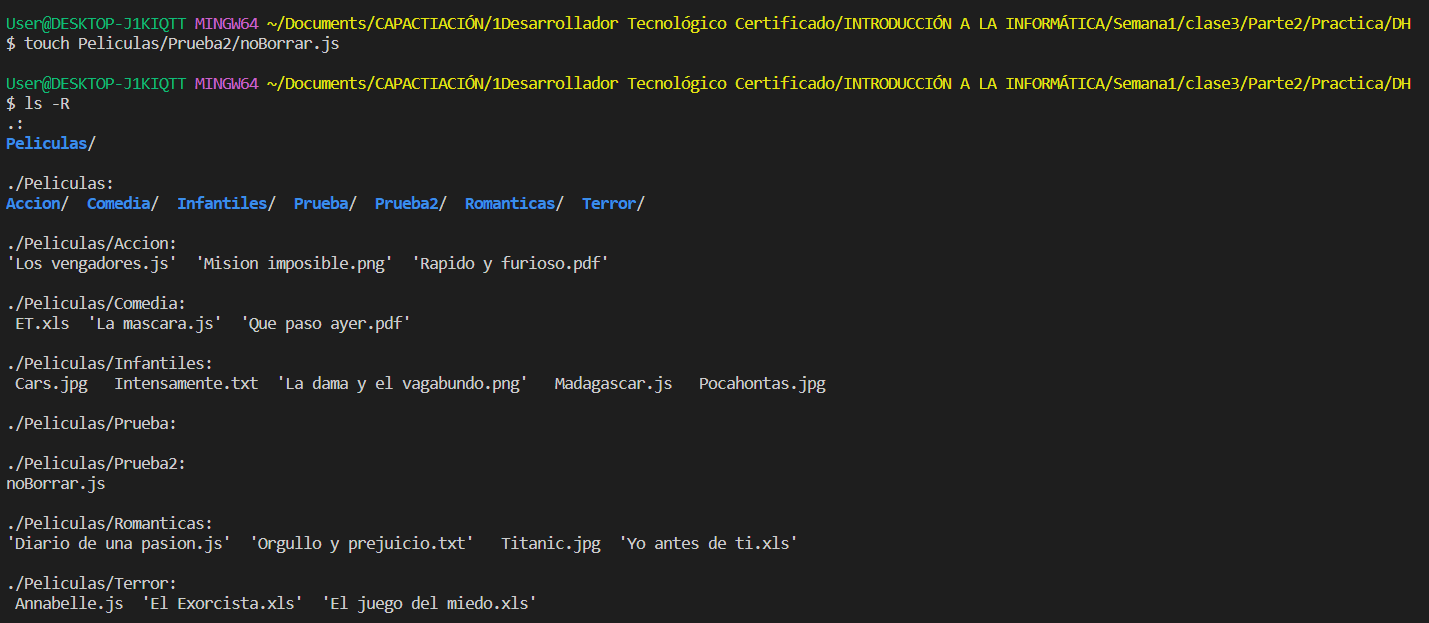 User@DESKTOP-J1KIQTT MINGW64 ~/Documents/CAPACTIACIÓN/1Desarrollador Tecnológico Certificado/INTRODUCCIÓN A LA INFORMÁTICA/Semana1/clase3/Parte2/Practica/DH
$ touch Peliculas/Prueba2/noBorrar.js
User@DESKTOP-J1KIQTT MINGW64 ~/Documents/CAPACTIACIÓN/1Desarrollador Tecnológico Certificado/INTRODUCCIÓN A LA INFORMÁTICA/Semana1/clase3/Parte2/Practica/DH
$ ls -R
.:
Peliculas/
./Peliculas:
Accion/  Comedia/  Infantiles/  Prueba/  Prueba2/  Romanticas/  Terror/
./Peliculas/Accion:
'Los vengadores.js'  'Mision imposible.png'  'Rapido y furioso.pdf'
./Peliculas/Comedia:
ET.xls  'La mascara.js'  'Que paso ayer.pdf'
./Peliculas/Infantiles:
Cars.jpg   Intensamente.txt  'La dama y el vagabundo.png'   Madagascar.js   Pocahontas.jpg
./Peliculas/Prueba:
./Peliculas/Prueba2:
noBorrar.js
./Peliculas/Romanticas:
'Diario de una pasion.js'  'Orgullo y prejuicio.txt'   Titanic.jpg  'Yo antes de ti.xls'
./Peliculas/Terror:
Annabelle.js  'El Exorcista.xls'  'El juego del miedo.xls'